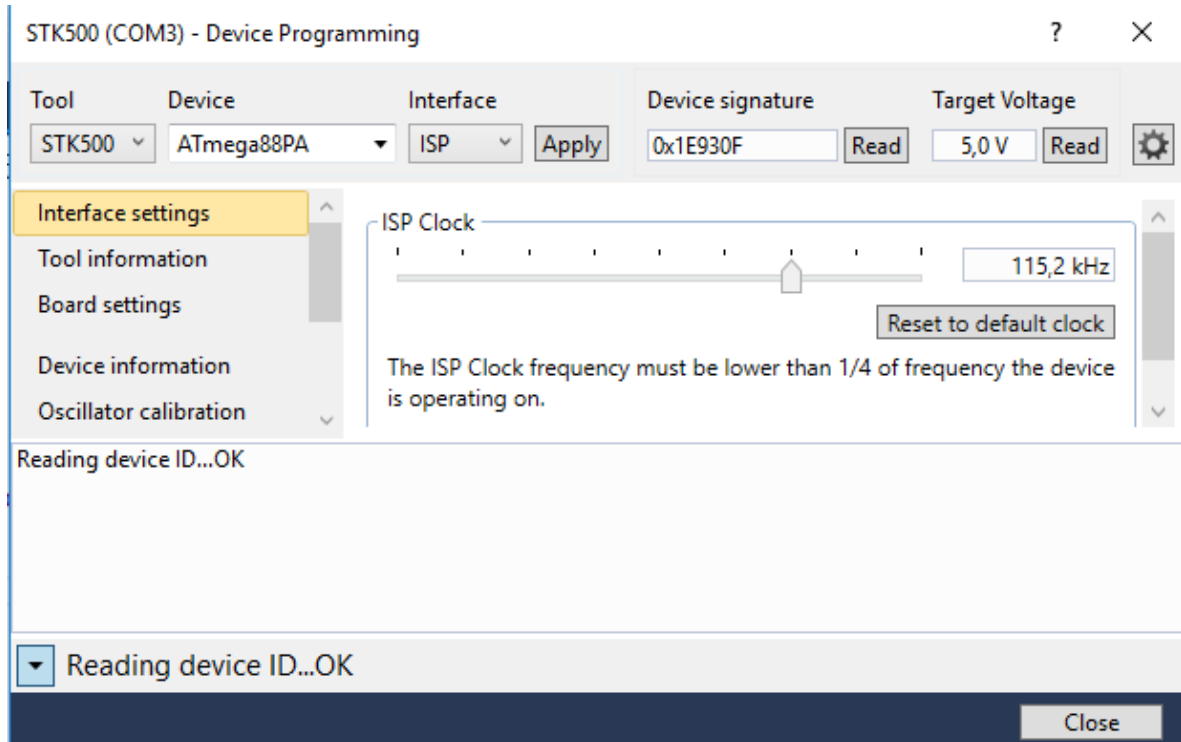 STK500 (COM3) - Device Programming ?
Tool Device Interface Device signature Target Voltage
STK500 ATmega88PA ISP Apply 0x1E930F Read 5,0 V Read
Interface settings
Tool information
Board settings
Device information
Oscillator calibration
ISP Clock
115,2 kHz
Reset to default clock
The ISP Clock frequency must be lower than 1/4 of frequency the device
is operating on.
Reading device ID...OK
Reading device ID...OK
Close